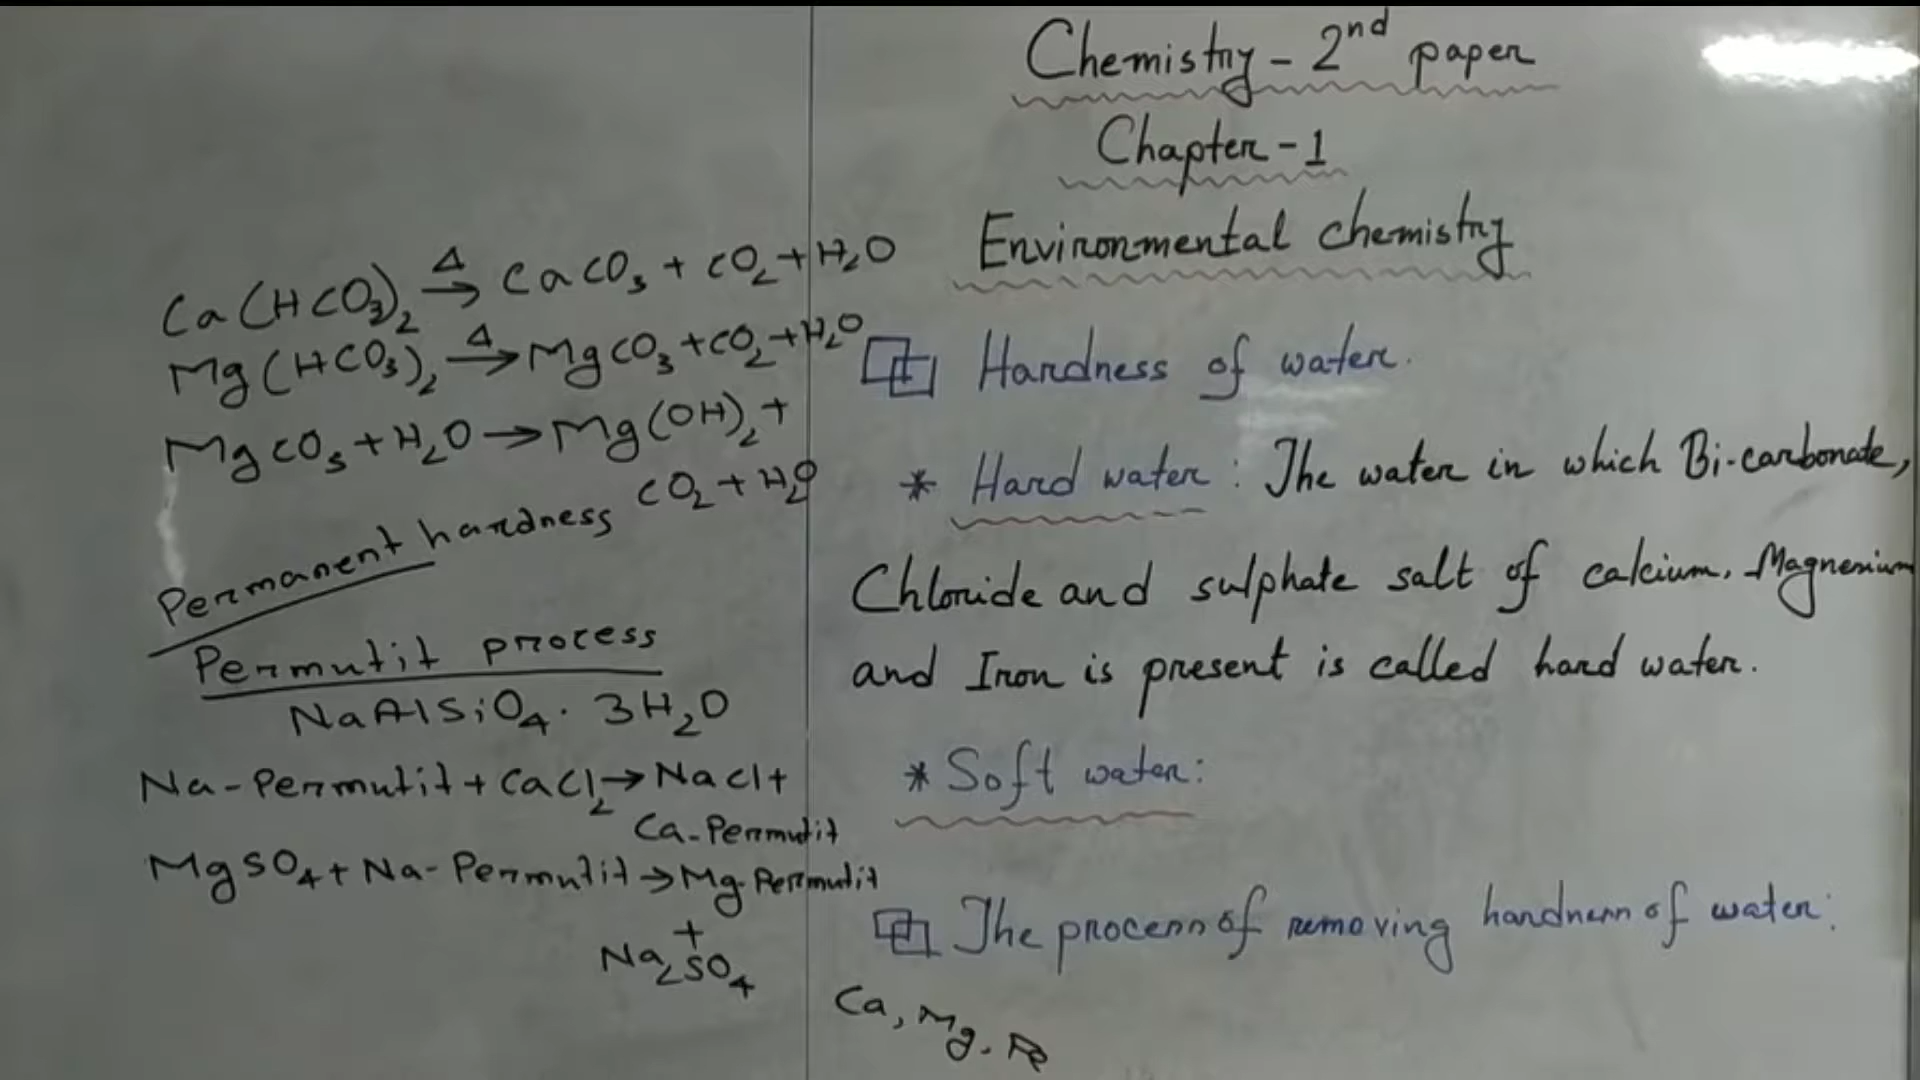 Chemistry - 2nd paper
Chapter - 1
Environmental chemistry
Hardness of water.
* Hard water : The water in which Bi-carbonate,
Chloride and sulphate salt of calcium, Magnesium
and Iron is present is called hard water.
* Soft water:
The process of removing hardness of water:
Ca, Mg, Fe
Ca(HCO₃)₂ →Δ CaCO₃ + CO₂ + H₂O
Mg(HCO₃)₂ →Δ MgCO₃ + CO₂ + H₂O
MgCO₃ + H₂O → Mg(OH)₂ +
CO₂ + H₂O
Permanent hardness
Permutit process
NaAlSiO₄ · 3H₂O
Na-Permutit + CaCl₂ → NaCl +
Ca-Permutit
MgSO₄ + Na-Permutit → Mg-Permutit
+
Na₂SO₄